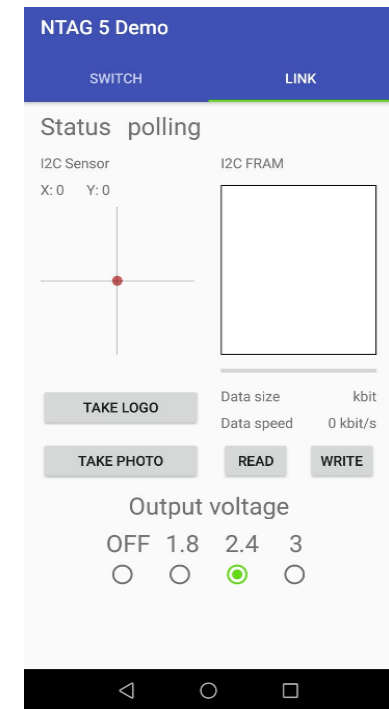 NTAG 5 Demo
SWITCH LINK
Status polling
I2C Sensor I2C FRAM
X: 0 Y: 0
TAKE LOGO
Data size kbit
Data speed 0 kbit/s
TAKE PHOTO READ WRITE
Output voltage
OFF 1.8 2.4 3